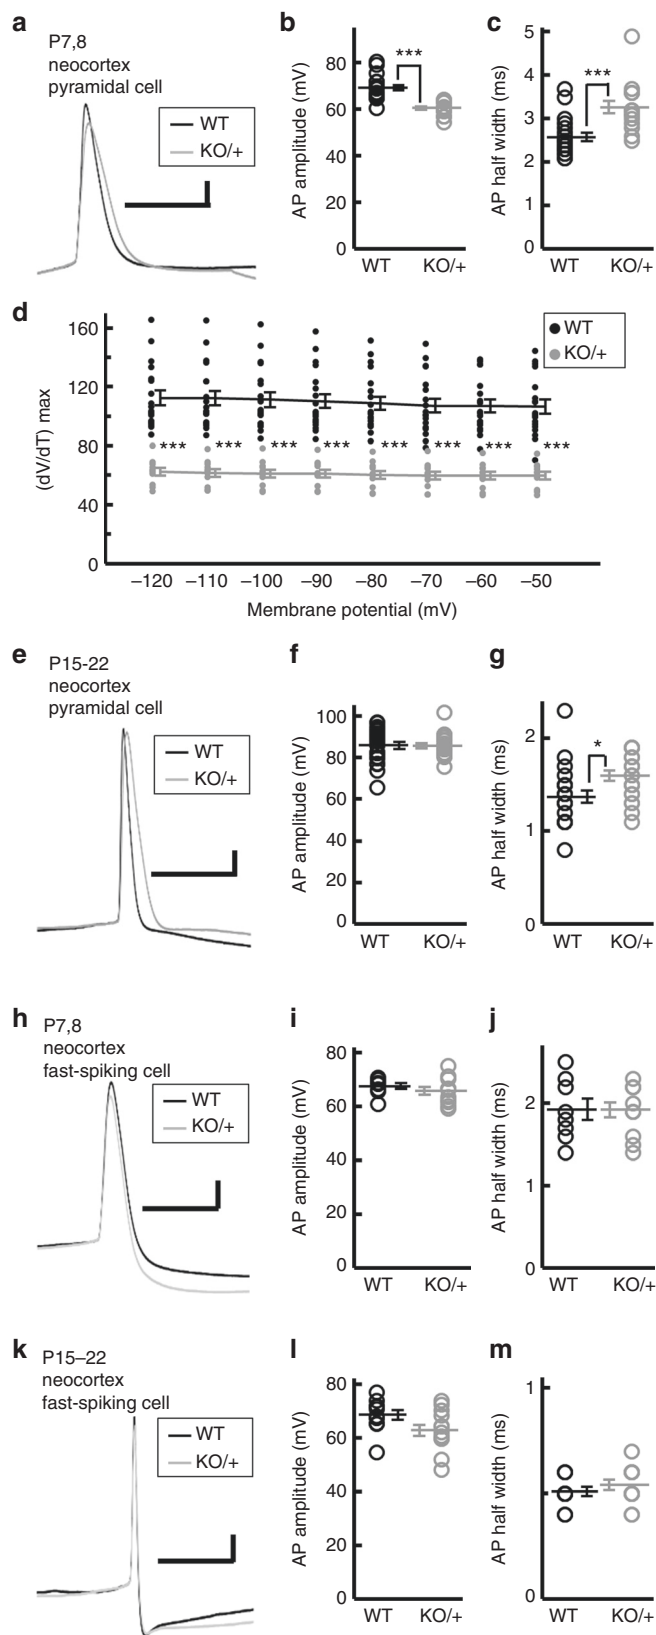 a
P7,8
neocortex
pyramidal cell
WT
KO/+
b
AP amplitude (mV)
80
60
40
20
0
***
WT KO/+
c
AP half width (ms)
5
4
3
2
1
0
***
WT KO/+
d
(dV/dT) max
160
120
80
40
0
WT
KO/+
*** *** *** *** *** *** *** ***
–120 –110 –100 –90 –80 –70 –60 –50
Membrane potential (mV)
e
P15-22
neocortex
pyramidal cell
WT
KO/+
f
AP amplitude (mV)
100
80
60
40
20
0
WT KO/+
g
AP half width (ms)
2
1
0
*
WT KO/+
h
P7,8
neocortex
fast-spiking cell
WT
KO/+
i
AP amplitude (mV)
80
60
40
20
0
WT KO/+
j
AP half width (ms)
2
1
0
WT KO/+
k
P15–22
neocortex
fast-spiking cell
WT
KO/+
l
AP amplitude (mV)
80
60
40
20
0
WT KO/+
m
AP half width (ms)
1
0
WT KO/+